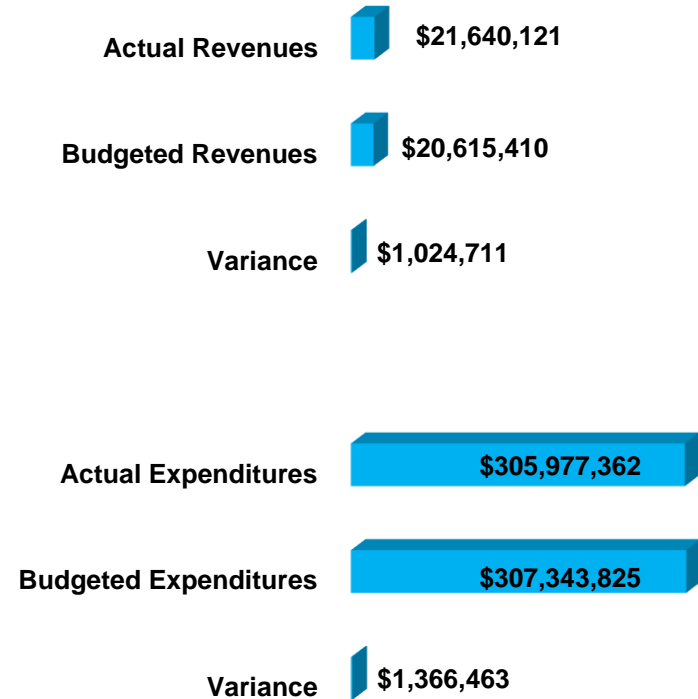 Actual Revenues $21,640,121
Budgeted Revenues $20,615,410
Variance $1,024,711
Actual Expenditures $305,977,362
Budgeted Expenditures $307,343,825
Variance $1,366,463